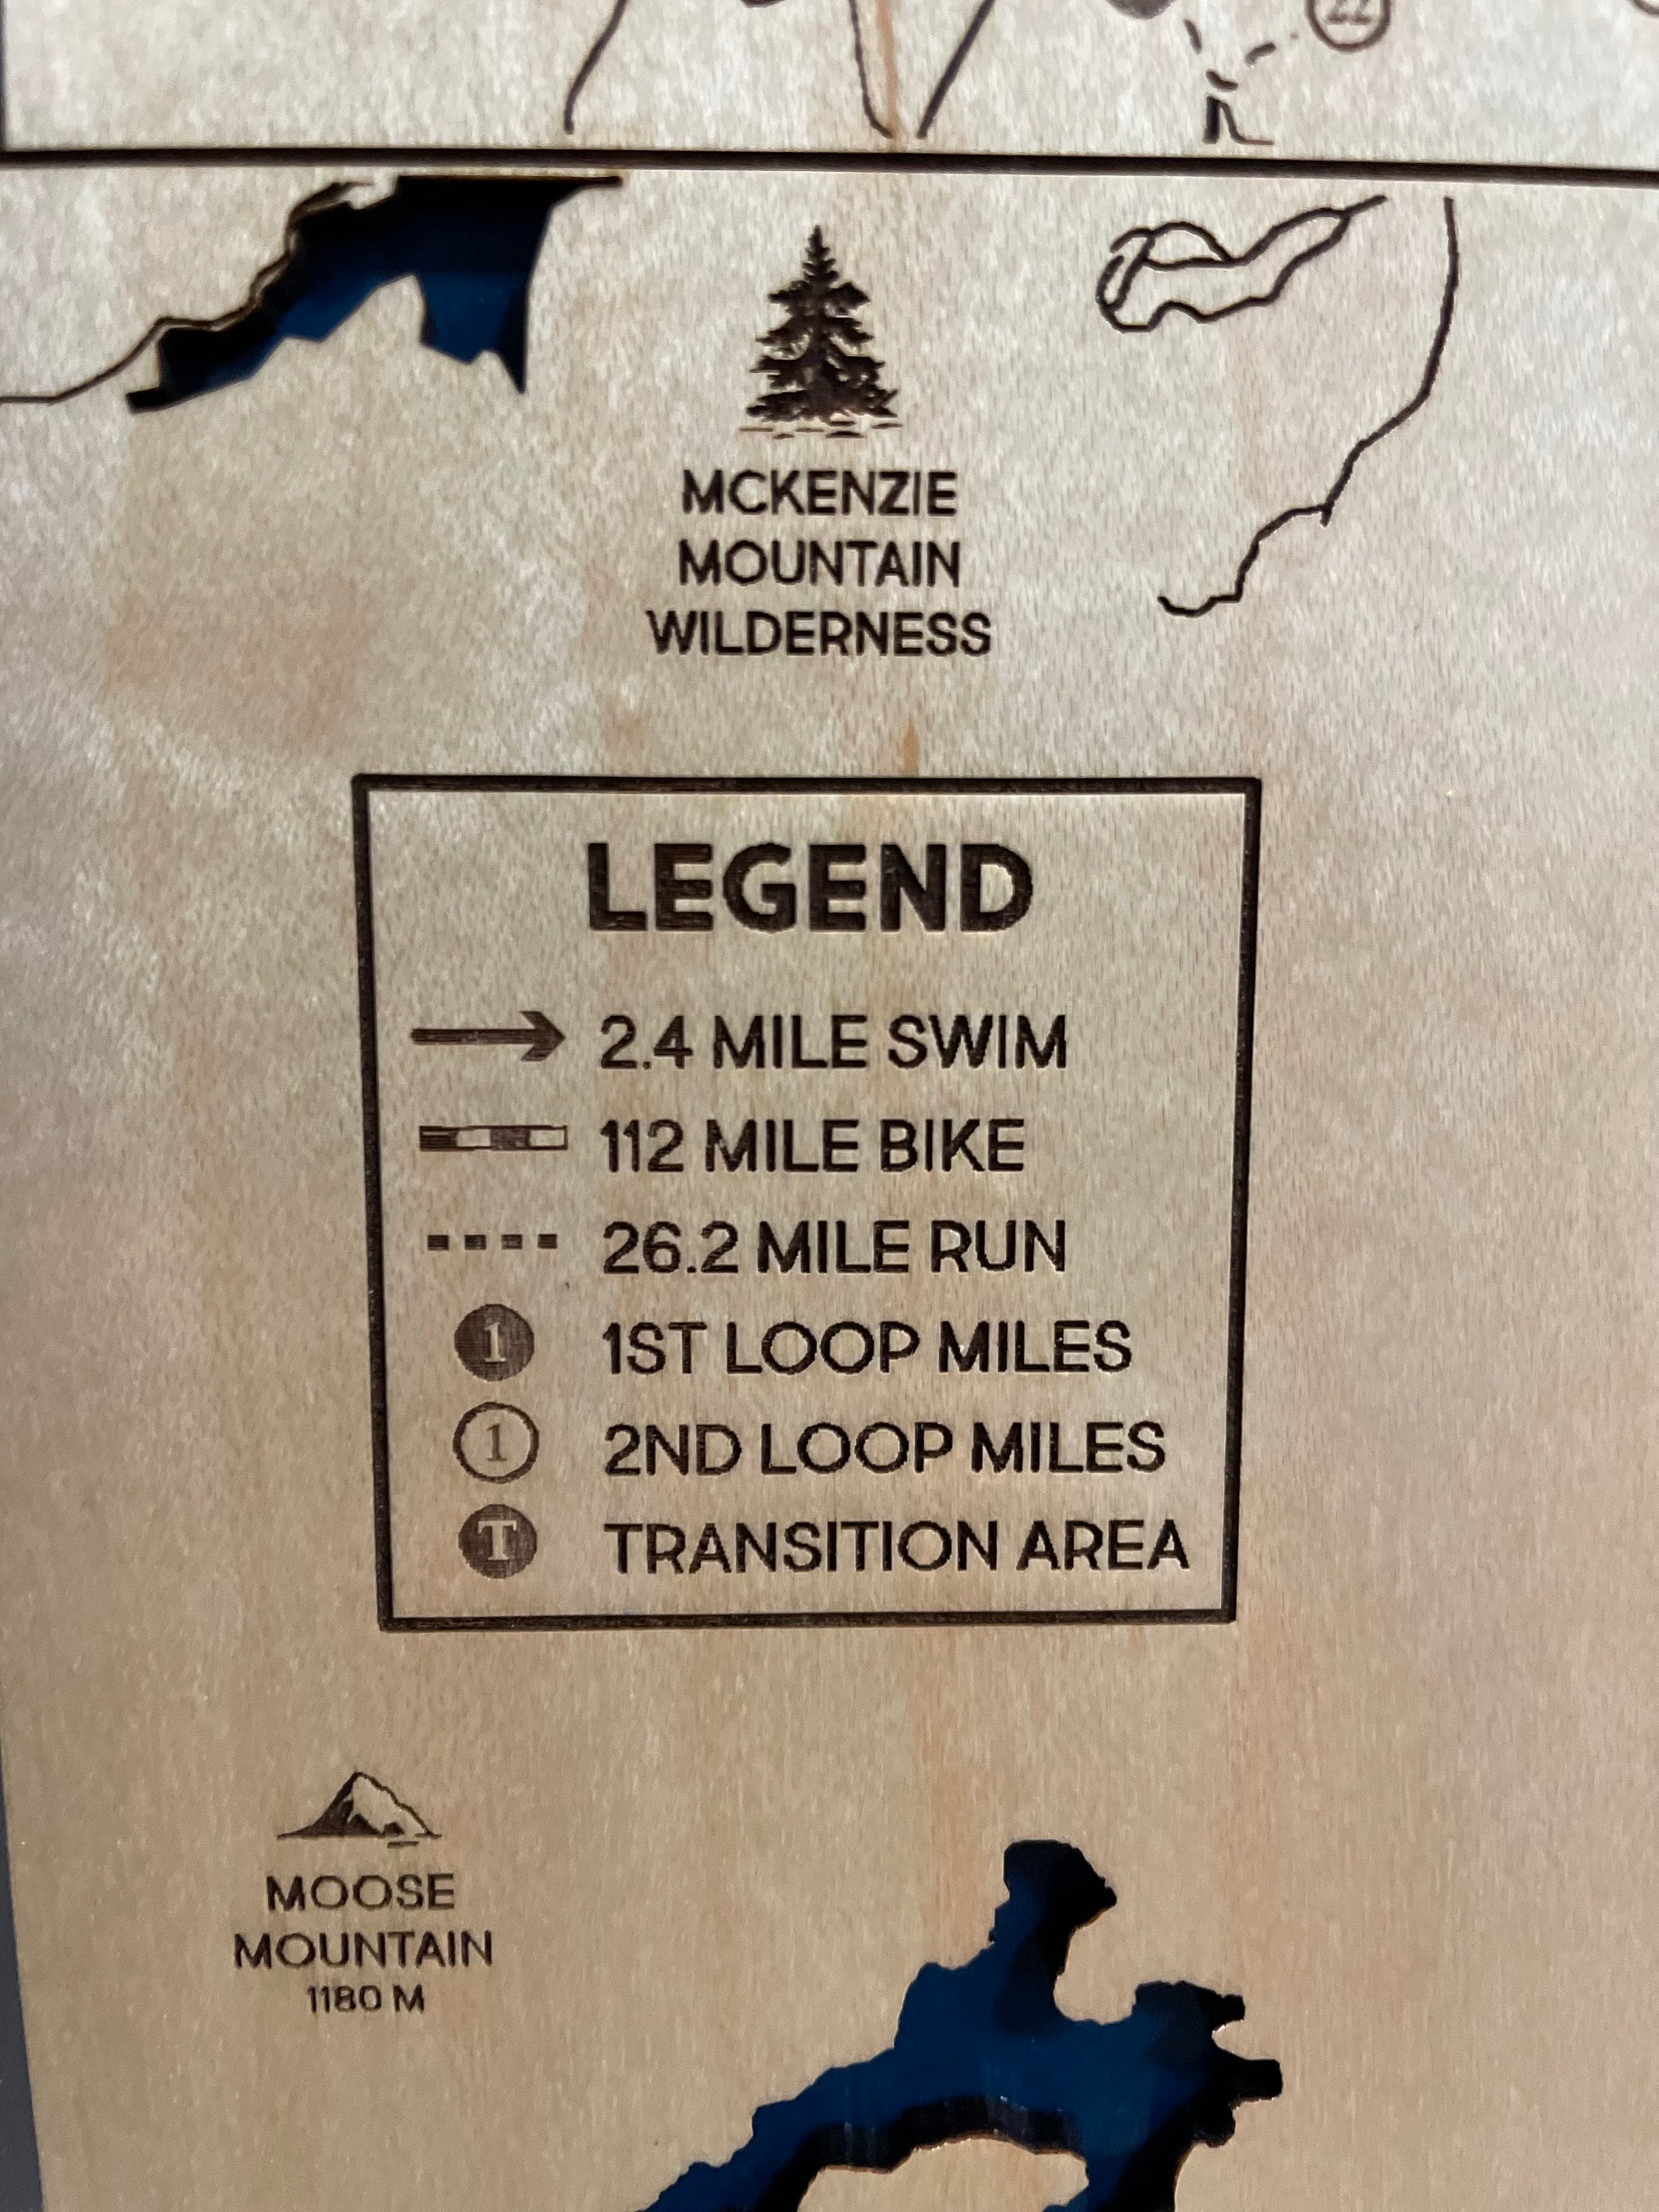 22
MCKENZIE
MOUNTAIN
WILDERNESS
LEGEND
2.4 MILE SWIM
112 MILE BIKE
26.2 MILE RUN
1 1ST LOOP MILES
1 2ND LOOP MILES
T TRANSITION AREA
MOOSE
MOUNTAIN
1180 M